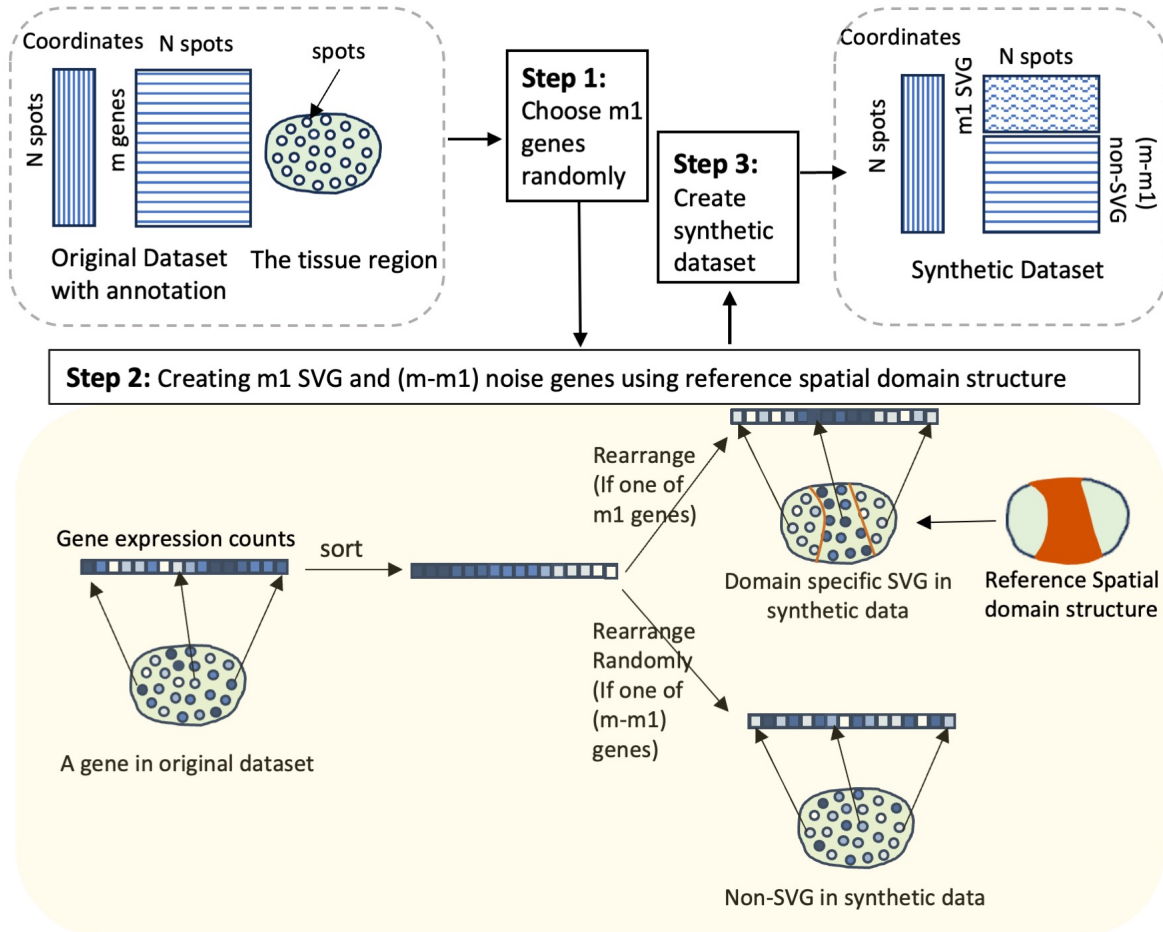 Coordinates
N spots
spots
N spots
m genes
Original Dataset
with annotation
The tissue region
Step 1:
Choose m1
genes
randomly
Step 3:
Create
synthetic
dataset
Coordinates
N spots
N spots
m1 SVG
(m-m1)
non-SVG
Synthetic Dataset
Step 2: Creating m1 SVG and (m-m1) noise genes using reference spatial domain structure
Gene expression counts
sort
A gene in original dataset
Rearrange
(If one of
m1 genes)
Domain specific SVG in
synthetic data
Reference Spatial
domain structure
Rearrange
Randomly
(If one of
(m-m1)
genes)
Non-SVG in synthetic data